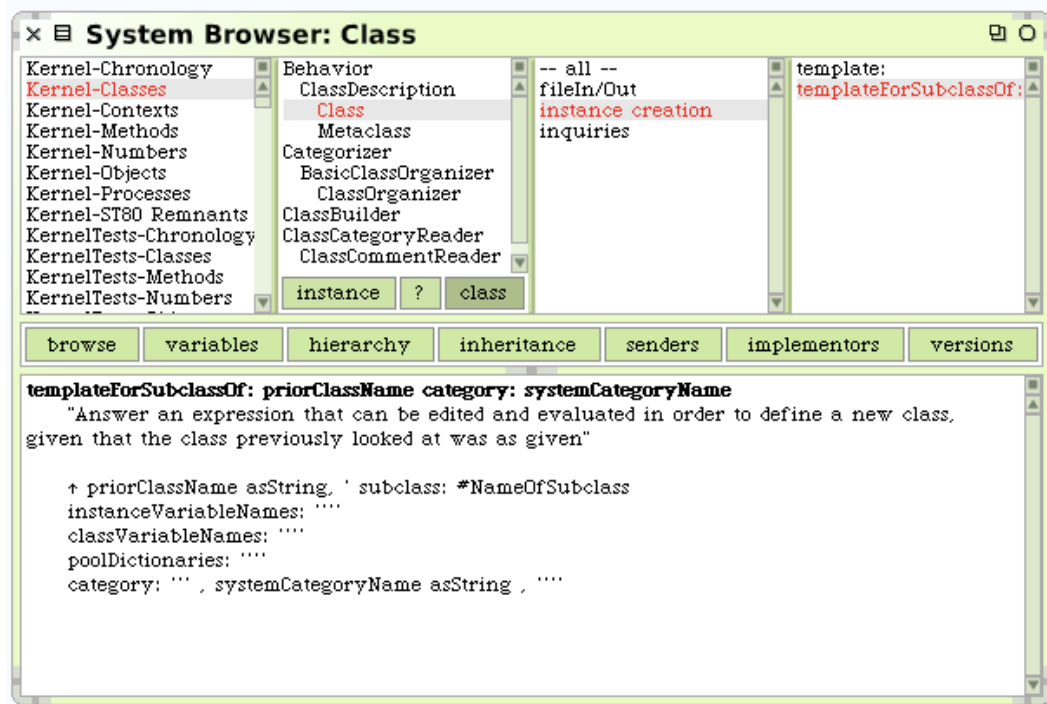 System Browser: Class
Kernel-Chronology
Kernel-Classes
Kernel-Contexts
Kernel-Methods
Kernel-Numbers
Kernel-Objects
Kernel-Processes
Kernel-ST80 Remnants
KernelTests-Chronology
KernelTests-Classes
KernelTests-Methods
KernelTests-Numbers
Behavior
ClassDescription
Class
Metaclass
Categorizer
BasicClassOrganizer
ClassOrganizer
ClassBuilder
ClassCategoryReader
ClassCommentReader
instance ? class
-- all --
fileIn/Out
instance creation
inquiries
template:
templateForSubclassOf:
browse variables hierarchy inheritance senders implementors versions
templateForSubclassOf: priorClassName category: systemCategoryName
"Answer an expression that can be edited and evaluated in order to define a new class,
given that the class previously looked at was as given"
↑ priorClassName asString, ' subclass: #NameOfSubclass
instanceVariableNames: ''''
classVariableNames: ''''
poolDictionaries: ''''
category: ''' , systemCategoryName asString , ''''